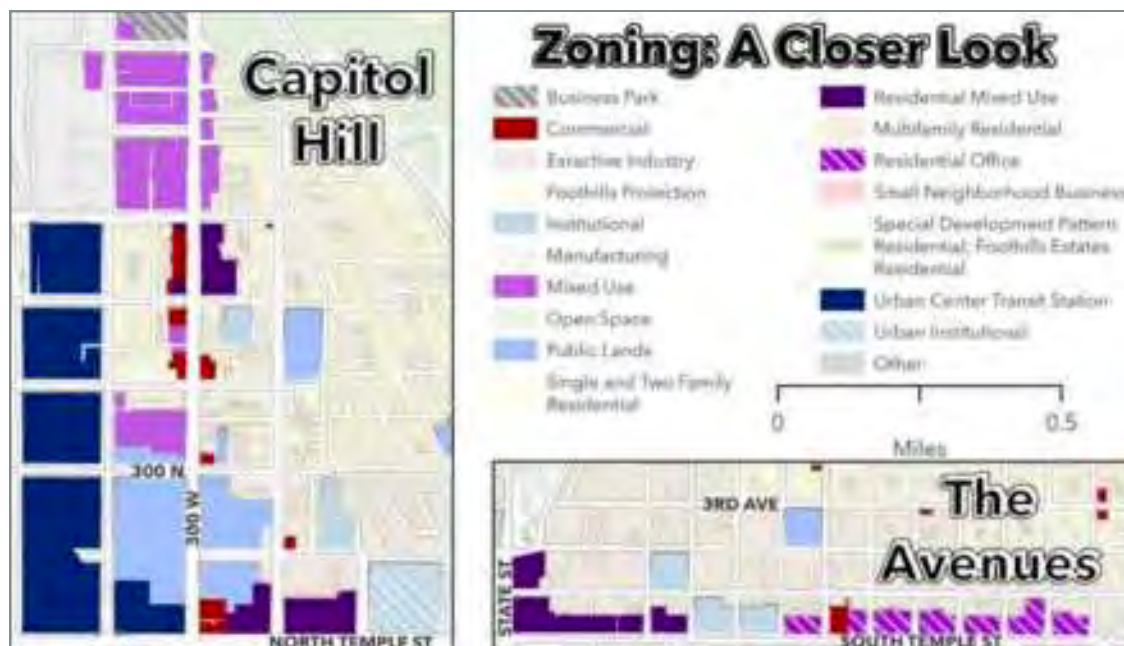 Capitol
Hill
300 N
300 W
NORTH TEMPLE ST
Zoning: A Closer Look
Business Park
Commercial
Extractive Industry
Foothills Protection
Institutional
Manufacturing
Mixed Use
Open Space
Public Lands
Single and Two Family
Residential
Residential Mixed Use
Multifamily Residential
Residential Office
Small Neighborhood Business
Special Development Pattern
Residential; Foothills Estates
Residential
Urban Center Transit Station
Urban Institutional
Other
0
0.5
Miles
3RD AVE
The
Avenues
STATE ST
SOUTH TEMPLE ST